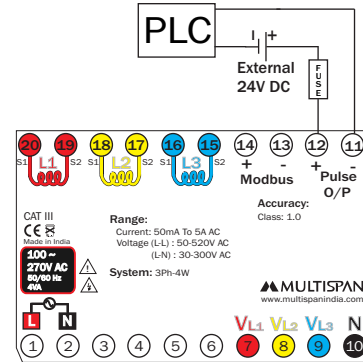 PLC
I +
External
24V DC
FUSE
20 19 18 17 16 15 14 13 12 11
S1 L1 S2 S1 L2 S2 S1 L3 S2 + - + -
Modbus
Pulse
O/P
CAT III
CE
Made in India
100 ~
270V AC
50/60 Hz
4VA
L N
Range:
Current: 50mA To 5A AC
Voltage (L-L) : 50-520V AC
(L-N) : 30-300V AC
System: 3Ph-4W
Accuracy:
Class: 1.0
MULTISPAN
www.multispanindia.com
VL1 VL2 VL3 N
1 2 3 4 5 6 7 8 9 10